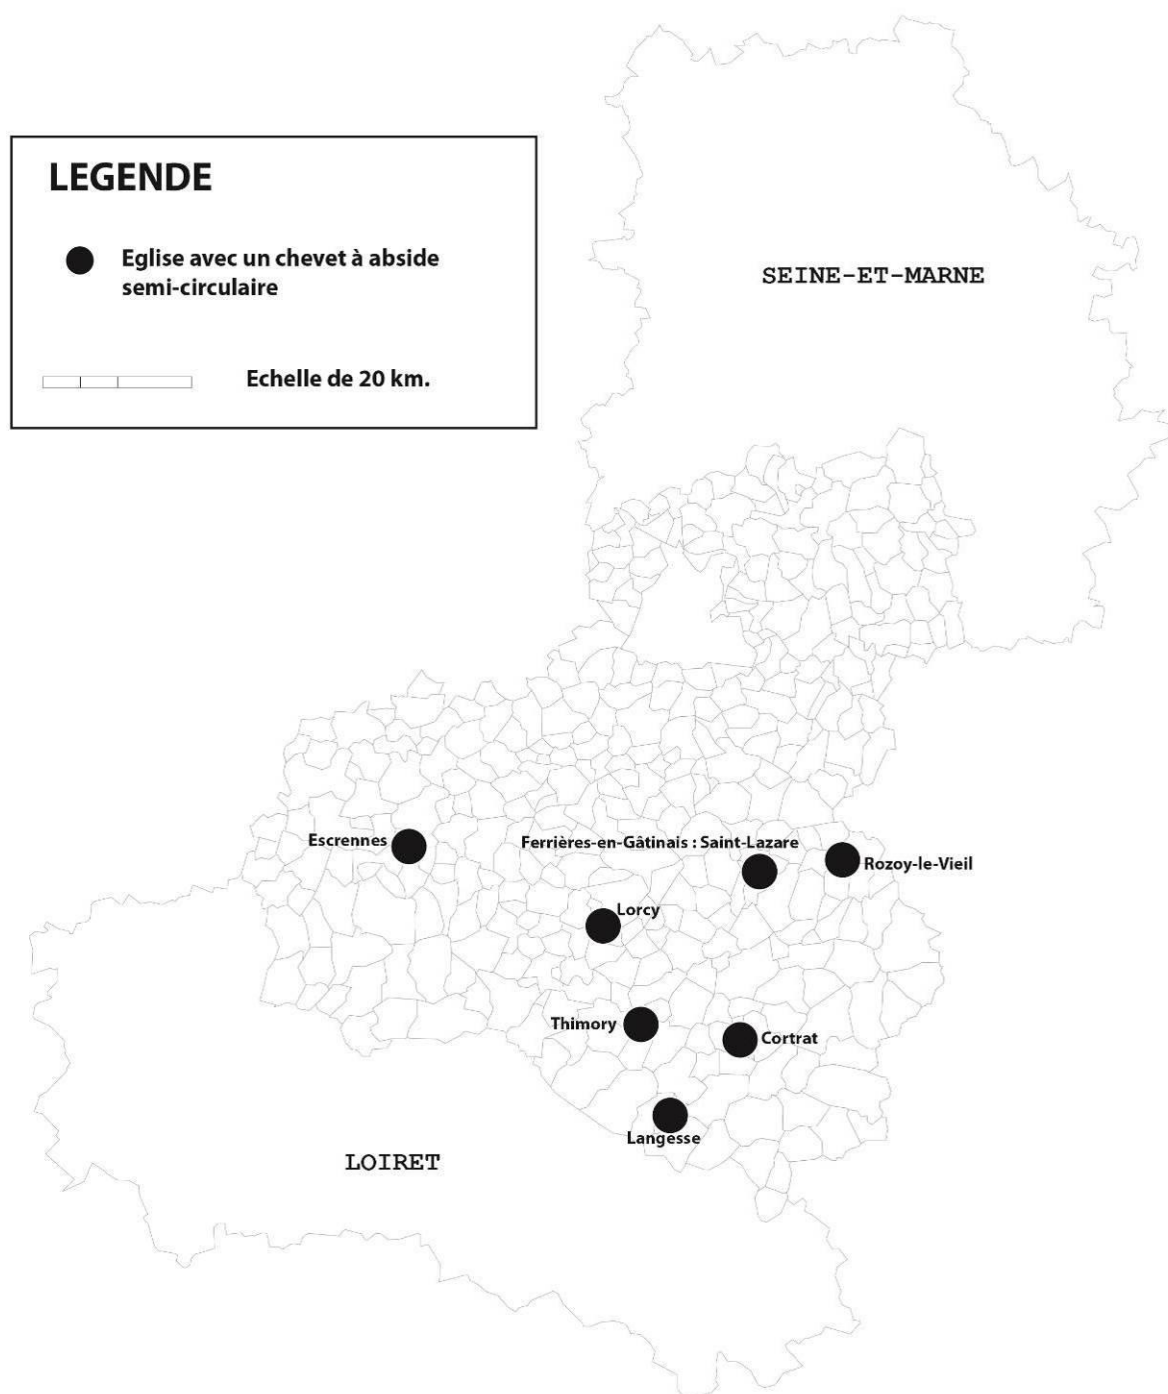 LEGENDE
Eglise avec un chevet à abside
semi-circulaire
Echelle de 20 km.
SEINE-ET-MARNE
Escrennes
Ferrières-en-Gâtinais : Saint-Lazare
Rozoy-le-Vieil
Lorcy
Thimory
Cortrat
Langesse
LOIRET